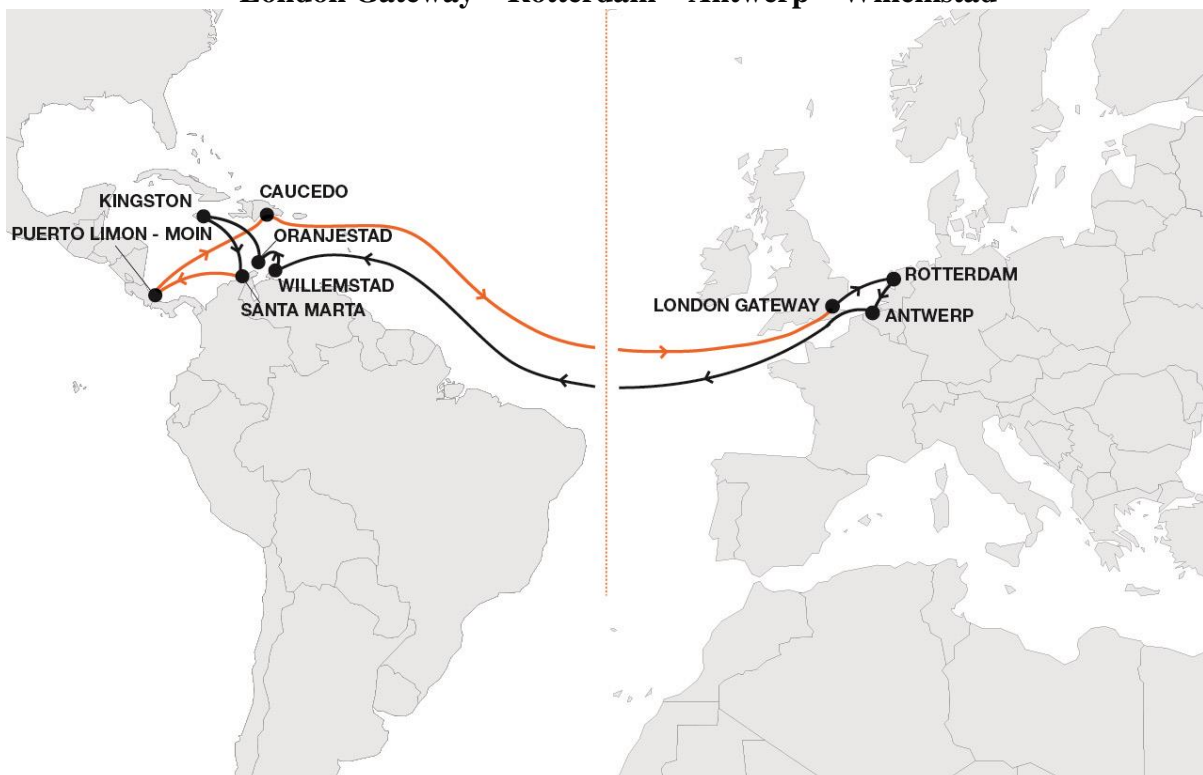 London Gateway – Rotterdam – Antwerp – Willemstad
KINGSTON
CAUCEDO
PUERTO LIMON - MOIN
ORANJESTAD
WILLEMSTAD
SANTA MARTA
LONDON GATEWAY
ROTTERDAM
ANTWERP